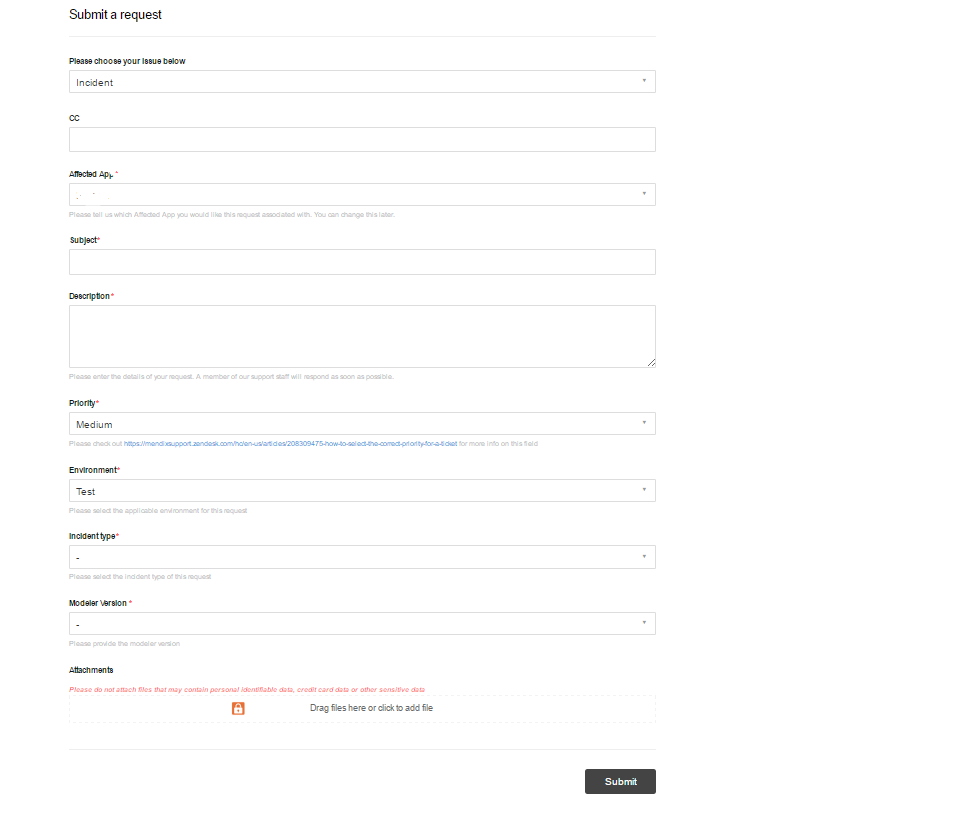 Submit a request
Please choose your issue below
Incident
CC
Affected App *
Please tell us which Affected App you would like this request associated with. You can change this later.
Subject*
Description*
Please enter the details of your request. A member of our support staff will respond as soon as possible.
Priority*
Medium
Please check out https://mendixsupport.zendesk.com/hc/en-us/articles/208309475-how-to-select-the-correct-priority-for-a-ticket for more info on this field
Environment*
Test
Please select the applicable environment for this request
Incident type*
-
Please select the incident type of this request
Modeler Version *
-
Please provide the modeler version
Attachments
Please do not attach files that may contain personal identifiable data, credit card data or other sensitive data
Drag files here or click to add file
Submit